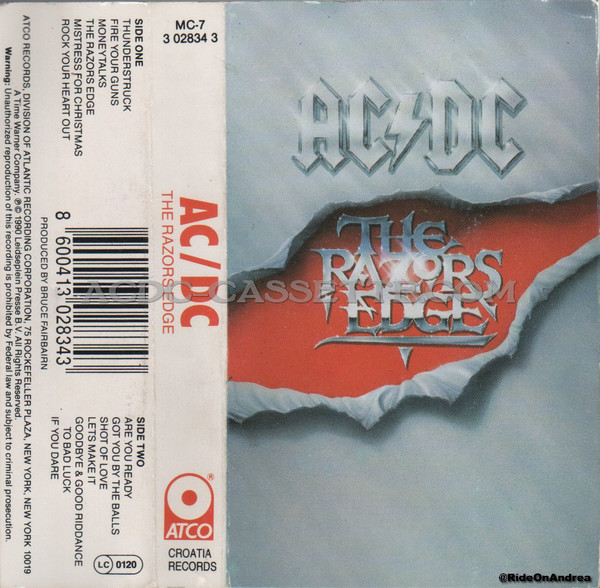 MC-7
3 02834 3
SIDE ONE
THUNDERSTRUCK
FIRE YOUR GUNS
MONEYTALKS
THE RAZORS EDGE
MISTRESS FOR CHRISTMAS
ROCK YOUR HEART OUT
SIDE TWO
ARE YOU READY
GOT YOU BY THE BALLS
SHOT OF LOVE
LETS MAKE IT
GOODBYE & GOOD RIDDANCE
TO BAD LUCK
IF YOU DARE
8 600413 028343
PRODUCED BY BRUCE FAIRBAIRN
LC 0120
ATCO RECORDS, DIVISION OF ATLANTIC RECORDING CORPORATION, 75 ROCKEFELLER PLAZA, NEW YORK, NEW YORK 10019
A Time Warner Company. ℗© 1990 Leidseplein Presse B.V. All Rights Reserved.
Warning: Unauthorized reproduction of this recording is prohibited by Federal law and subject to criminal prosecution.
AC/DC
THE RAZORS EDGE
®
ATCO
CROATIA
RECORDS
AC DC
THE
RAZORS
EDGE
ACDC-CASSETTE.COM
@RideOnAndrea